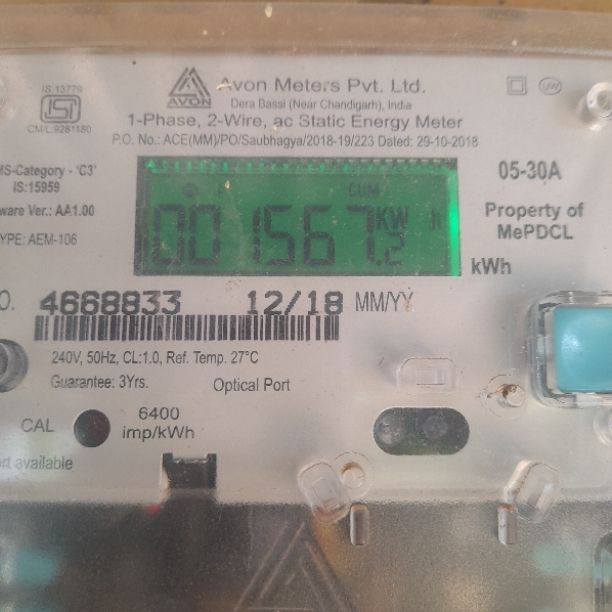 IS 13779
CM/L 9281180
AVON
Avon Meters Pvt. Ltd.
Dera Bassi (Near Chandigarh), India
1-Phase, 2-Wire, ac Static Energy Meter
P.O. No.: ACE(MM)/PO/Saubhagya/2018-19/223 Dated: 29-10-2018
MS-Category - 'C3'
IS:15959
ware Ver.: AA1.00
YPE: AEM-106
CUM
001567.2 KW h
kWh
05-30A
Property of
MePDCL
O. 4668833 12/18 MM/YY
240V, 50Hz, CL:1.0, Ref. Temp. 27°C
Guarantee: 3Yrs. Optical Port
CAL 6400
imp/kWh
rt available